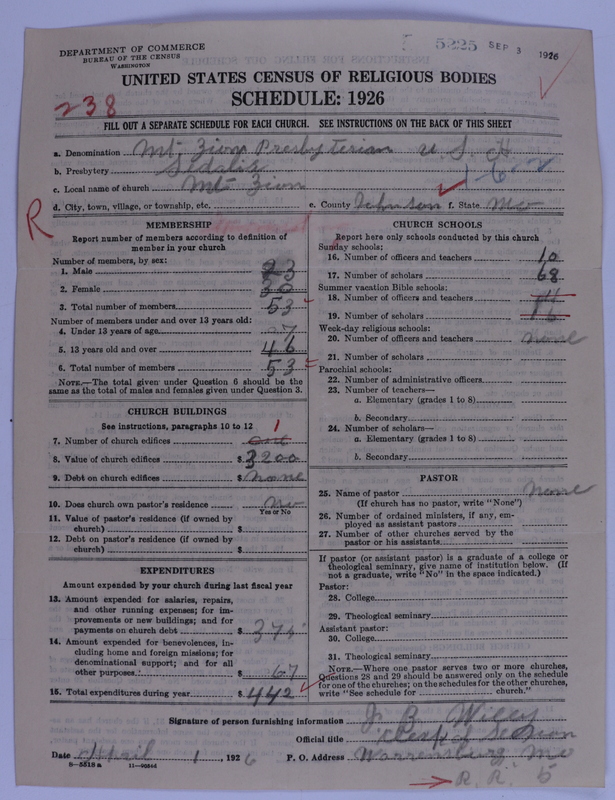 DEPARTMENT OF COMMERCE
BUREAU OF THE CENSUS
WASHINGTON
5225 SEP 3 1926
UNITED STATES CENSUS OF RELIGIOUS BODIES
SCHEDULE: 1926
238
FILL OUT A SEPARATE SCHEDULE FOR EACH CHURCH. SEE INSTRUCTIONS ON THE BACK OF THIS SHEET
a. Denomination Mt. Zion Presbyterian U. S. A
b. Presbytery Sedalia 1-6-2
c. Local name of church Mt Zion
d. City, town, village, or township, etc. e. County Johnson f. State Mo
R
MEMBERSHIP
Report number of members according to definition of
member in your church
Number of members, by sex:
1. Male 23
2. Female 30
3. Total number of members 53
Number of members under and over 13 years old:
4. Under 13 years of age 7
5. 13 years old and over 46
6. Total number of members 53
NOTE.—The total given under Question 6 should be the
same as the total of males and females given under Question 3.
CHURCH BUILDINGS
See instructions, paragraphs 10 to 12
7. Number of church edifices one 1
8. Value of church edifices $ 3200
9. Debt on church edifices $ none
10. Does church own pastor's residence no
Yes or No
11. Value of pastor's residence (if owned by
church) $
12. Debt on pastor's residence (if owned by
church) $
EXPENDITURES
Amount expended by your church during last fiscal year
13. Amount expended for salaries, repairs,
and other running expenses; for im-
provements or new buildings; and for
payments on church debt $ 375
14. Amount expended for benevolences, in-
cluding home and foreign missions; for
denominational support; and for all
other purposes $ 67
15. Total expenditures during year $ 442
CHURCH SCHOOLS
Report here only schools conducted by this church
Sunday schools:
16. Number of officers and teachers 10
17. Number of scholars 68
Summer vacation Bible schools:
18. Number of officers and teachers
19. Number of scholars
Week-day religious schools:
20. Number of officers and teachers none
21. Number of scholars
Parochial schools:
22. Number of administrative officers
23. Number of teachers—
a. Elementary (grades 1 to 8)
b. Secondary
24. Number of scholars—
a. Elementary (grades 1 to 8)
b. Secondary
PASTOR
25. Name of pastor none
(If church has no pastor, write "None")
26. Number of ordained ministers, if any, em-
ployed as assistant pastors
27. Number of other churches served by the
pastor or his assistants
If pastor (or assistant pastor) is a graduate of a college or
theological seminary, give name of institution below. (If
not a graduate, write "No" in the space indicated.)
Pastor:
28. College
29. Theological seminary
Assistant pastor:
30. College
31. Theological seminary
NOTE.—Where one pastor serves two or more churches,
Questions 28 and 29 should be answered only on the schedule
for one of the churches; on the schedules for the other churches,
write "See schedule for church."
Signature of person furnishing information J. B. Wiley
Official title Clerk of Session
Date April 1, 1926 P. O. Address Warrensburg Mo
R. R. 5